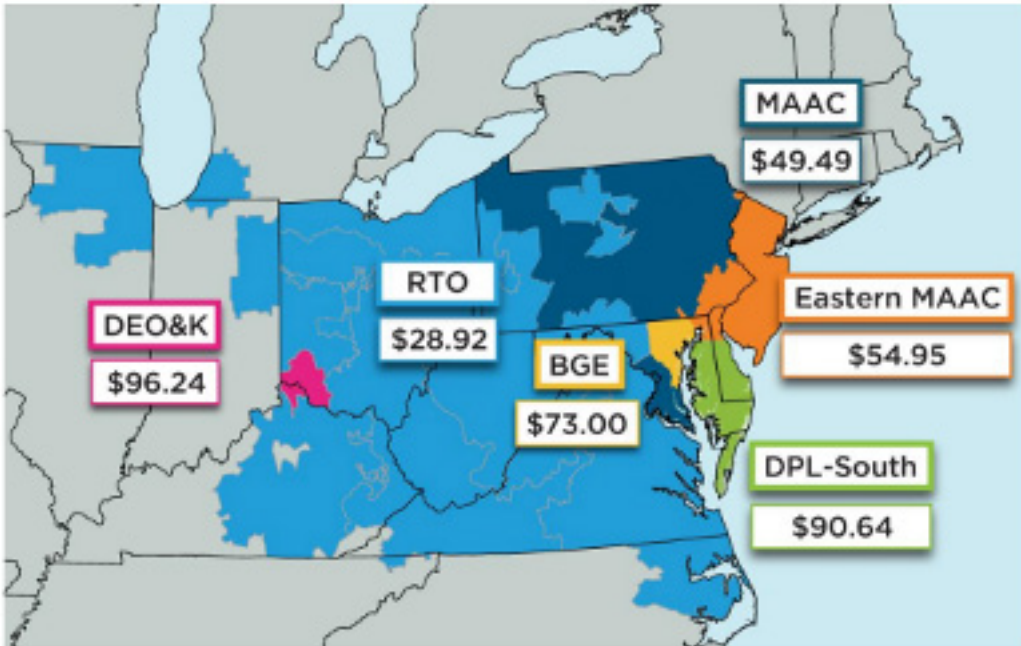 MAAC
$49.49
RTO
$28.92
Eastern MAAC
$54.95
DEO&K
$96.24
BGE
$73.00
DPL-South
$90.64